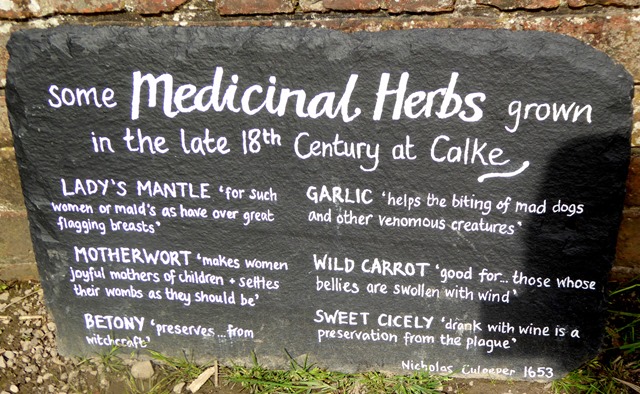 some Medicinal Herbs grown
in the late 18th Century at Calke
LADY'S MANTLE 'for such
women or maid's as have over great
flagging breasts'
MOTHERWORT 'makes women
joyful mothers of children + settles
their wombs as they should be'
BETONY 'preserves...from
witchcraft'
GARLIC 'helps the biting of mad dogs
and other venomous creatures'
WILD CARROT 'good for... those whose
bellies are swollen with wind'
SWEET CICELY 'drank with wine is a
preservation from the plague'
Nicholas Culpeper 1653